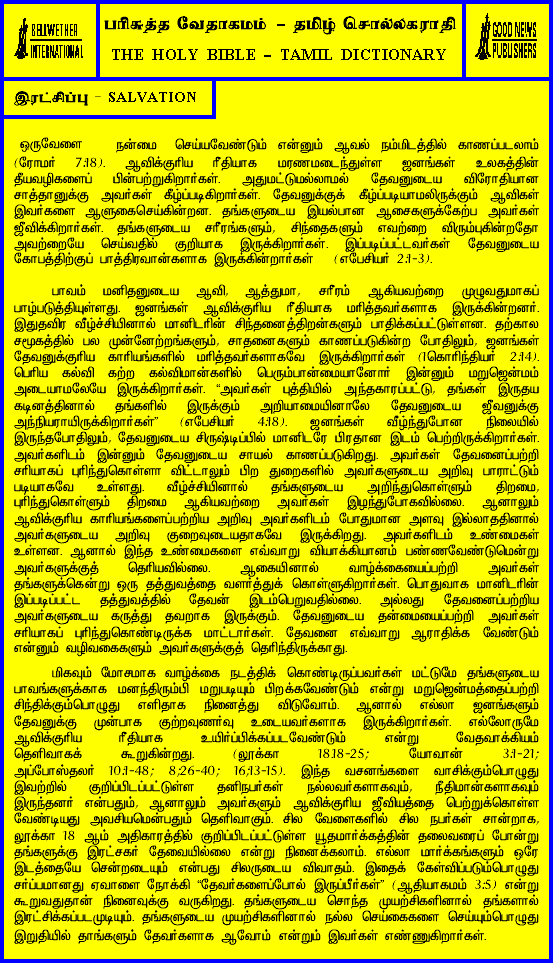 BELLWETHER
INTERNATIONAL
பரிசுத்த வேதாகமம் – தமிழ் சொல்லகராதி
THE HOLY BIBLE – TAMIL DICTIONARY
GOOD NEWS
PUBLISHERS
இரட்சிப்பு – SALVATION
ஒருவேளை நன்மை செய்யவேண்டும் என்னும் ஆவல் நம்மிடத்தில் காணப்படலாம்
(ரோமர் 7:18). ஆவிக்குரிய ரீதியாக மரணமடைந்துள்ள ஜனங்கள் உலகத்தின்
தீயவழிகளைப் பின்பற்றுகிறார்கள். அதுமட்டுமல்லாமல் தேவனுடைய விரோதியான
சாத்தானுக்கு அவர்கள் கீழ்ப்படிகிறார்கள். தேவனுக்குக் கீழ்ப்படியாமலிருக்கும் ஆவிகள்
இவர்களை ஆளுகைசெய்கின்றன. தங்களுடைய இயல்பான ஆசைகளுக்கேற்ப அவர்கள்
ஜீவிக்கிறார்கள். தங்களுடைய சரீரங்களும், சிந்தைகளும் எவற்றை விரும்புகின்றதோ
அவற்றையே செய்வதில் குறியாக இருக்கிறார்கள். இப்படிப்பட்டவர்கள் தேவனுடைய
கோபத்திற்குப் பாத்திரவான்களாக இருக்கின்றார்கள் (எபேசியர் 2:1-3).
பாவம் மனிதனுடைய ஆவி, ஆத்துமா, சரீரம் ஆகியவற்றை முழுவதுமாகப்
பாழ்படுத்தியுள்ளது. ஜனங்கள் ஆவிக்குரிய ரீதியாக மரித்தவர்களாக இருக்கின்றனர்.
இதுதவிர வீழ்ச்சியினால் மானிடரின் சிந்தனைத்திறன்களும் பாதிக்கப்பட்டுள்ளன. தற்கால
சமூகத்தில் பல முன்னேற்றங்களும், சாதனைகளும் காணப்படுகின்ற போதிலும், ஜனங்கள்
தேவனுக்குரிய காரியங்களில் மரித்தவர்களாகவே இருக்கிறார்கள் (1கொரிந்தியர் 2:14).
பெரிய கல்வி கற்ற கல்விமான்களில் பெரும்பான்மையானோர் இன்னும் மறுஜென்மம்
அடையாமலேயே இருக்கிறார்கள். “அவர்கள் புத்தியில் அந்தகாரப்பட்டு, தங்கள் இருதய
கடினத்தினால் தங்களில் இருக்கும் அறியாமையினாலே தேவனுடைய ஜீவனுக்கு
அந்நியராயிருக்கிறார்கள்” (எபேசியர் 4:18). ஜனங்கள் வீழ்ந்துபோன நிலையில்
இருந்தபோதிலும், தேவனுடைய சிருஷ்டிப்பில் மானிடரே பிரதான இடம் பெற்றிருக்கிறார்கள்.
அவர்களிடம் இன்னும் தேவனுடைய சாயல் காணப்படுகிறது. அவர்கள் தேவனைப்பற்றி
சரியாகப் புரிந்துகொள்ளா விட்டாலும் பிற துறைகளில் அவர்களுடைய அறிவு பாராட்டும்
படியாகவே உள்ளது. வீழ்ச்சியினால் தங்களுடைய அறிந்துகொள்ளும் திறமை,
புரிந்துகொள்ளும் திறமை ஆகியவற்றை அவர்கள் இழந்துபோகவில்லை. ஆனாலும்
ஆவிக்குரிய காரியங்களைப்பற்றிய அறிவு அவர்களிடம் போதுமான அளவு இல்லாததினால்
அவர்களுடைய அறிவு குறைவுடையதாகவே இருக்கிறது. அவர்களிடம் உண்மைகள்
உள்ளன. ஆனால் இந்த உண்மைகளை எவ்வாறு வியாக்கியானம் பண்ணவேண்டுமென்று
அவர்களுக்குத் தெரியவில்லை. ஆகையினால் வாழ்க்கையைப்பற்றி அவர்கள்
தங்களுக்கென்று ஒரு தத்துவத்தை வளர்த்துக் கொள்ளுகிறார்கள். பொதுவாக மானிடரின்
இப்படிப்பட்ட தத்துவத்தில் தேவன் இடம்பெறுவதில்லை. அல்லது தேவனைப்பற்றிய
அவர்களுடைய கருத்து தவறாக இருக்கும். தேவனுடைய தன்மையைப்பற்றி அவர்கள்
சரியாகப் புரிந்துகொண்டிருக்க மாட்டார்கள். தேவனை எவ்வாறு ஆராதிக்க வேண்டும்
என்னும் வழிவகைகளும் அவர்களுக்குத் தெரிந்திருக்காது.
மிகவும் மோசமாக வாழ்க்கை நடத்திக் கொண்டிருப்பவர்கள் மட்டுமே தங்களுடைய
பாவங்களுக்காக மனந்திரும்பி மறுபடியும் பிறக்கவேண்டும் என்று மறுஜென்மத்தைப்பற்றி
சிந்திக்கும்பொழுது எளிதாக நினைத்து விடுவோம். ஆனால் எல்லா ஜனங்களும்
தேவனுக்கு முன்பாக குற்றவுணர்வு உடையவர்களாக இருக்கிறார்கள். எல்லோருமே
ஆவிக்குரிய ரீதியாக உயிர்ப்பிக்கப்படவேண்டும் என்று வேதவாக்கியம்
தெளிவாகக் கூறுகின்றது. (லூக்கா 18:18-25; யோவான் 3:1-21;
அப்போஸ்தலர் 10:1-48; 8:26-40; 16:13-15). இந்த வசனங்களை வாசிக்கும்பொழுது
இவற்றில் குறிப்பிடப்பட்டுள்ள தனிநபர்கள் நல்லவர்களாகவும், நீதிமான்களாகவும்
இருந்தனர் என்பதும், ஆனாலும் அவர்களும் ஆவிக்குரிய ஜீவியத்தை பெற்றுக்கொள்ள
வேண்டியது அவசியமென்பதும் தெளிவாகும். சில வேளைகளில் சில நபர்கள் சான்றாக,
லூக்கா 18 ஆம் அதிகாரத்தில் குறிப்பிடப்பட்டுள்ள யூதமார்க்கத்தின் தலைவரைப் போன்று
தங்களுக்கு இரட்சகர் தேவையில்லை என்று நினைக்கலாம். எல்லா மார்க்கங்களும் ஒரே
இடத்தையே சென்றடையும் என்பது சிலருடைய விவாதம். இதைக் கேள்விப்படும்பொழுது
சர்ப்பமானது ஏவாளை நோக்கி “தேவர்களைப்போல் இருப்பீர்கள்” (ஆதியாகமம் 3:5) என்று
கூறுவதுதான் நினைவுக்கு வருகிறது. தங்களுடைய சொந்த முயற்சிகளினால் தங்களால்
இரட்சிக்கப்படமுடியும். தங்களுடைய முயற்சிகளினால் நல்ல செய்கைகளை செய்யும்பொழுது
இறுதியில் தாங்களும் தேவர்களாக ஆவோம் என்றும் இவர்கள் எண்ணுகிறார்கள்.